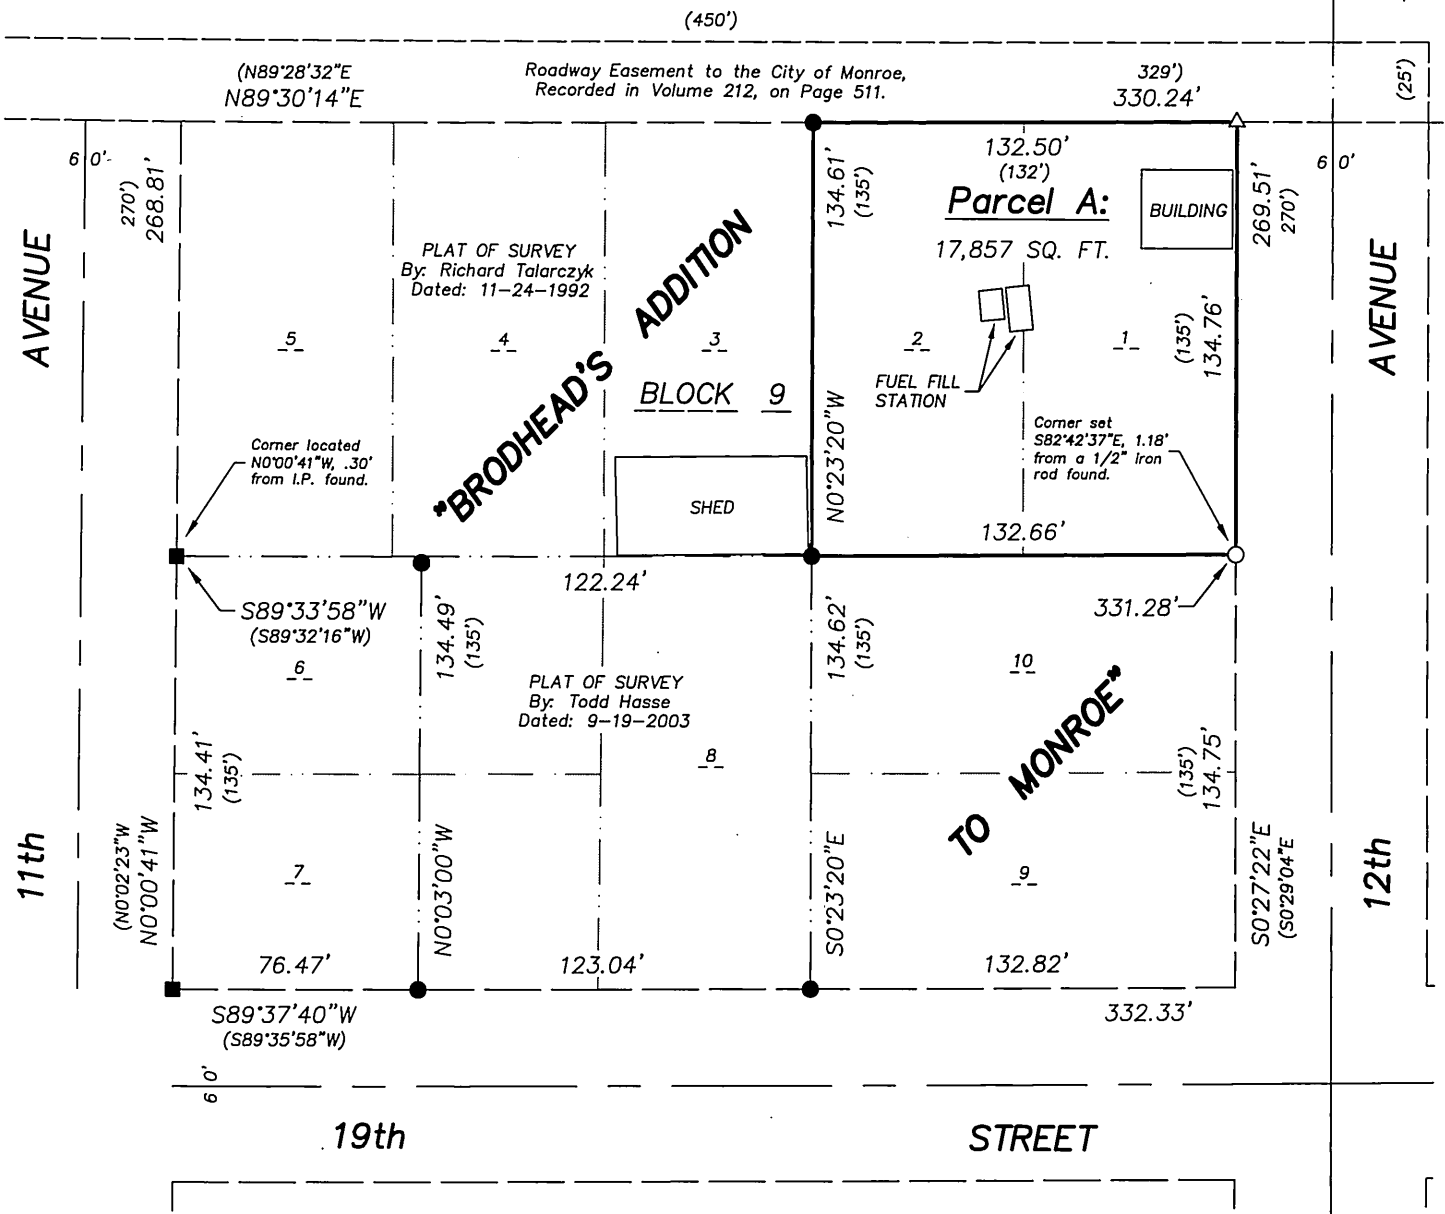 (450')
(N89°28'32"E
N89°30'14"E
Roadway Easement to the City of Monroe,
Recorded in Volume 212, on Page 511.
329')
330.24'
(25')
60'
270')
268.81'
134.61'
(135')
132.50'
(132')
Parcel A:
17,857 SQ. FT.
BUILDING
269.51'
270')
60'
AVENUE
PLAT OF SURVEY
By: Richard Talarczyk
Dated: 11-24-1992
"BRODHEAD'S ADDITION
AVENUE
5
4
3
2
1
(135')
134.76'
BLOCK 9
FUEL FILL
STATION
N0°23'20"W
Corner located
N0°00'41"W, .30'
from I.P. found.
Corner set
S82°42'37"E, 1.18'
from a 1/2" iron
rod found.
SHED
132.66'
122.24'
S89°33'58"W
(S89°32'16"W)
331.28'
134.49'
(135')
134.62'
(135')
6
10
PLAT OF SURVEY
By: Todd Hasse
Dated: 9-19-2003
TO MONROE"
8
134.41'
(135')
(135')
134.75'
11th
(N0°02'23"W
N0°00'41"W
7
N0°03'00"W
S0°23'20"E
9
S0°27'22"E
(S0°29'04"E
12th
76.47'
123.04'
132.82'
S89°37'40"W
(S89°35'58"W)
332.33'
60'
19th STREET